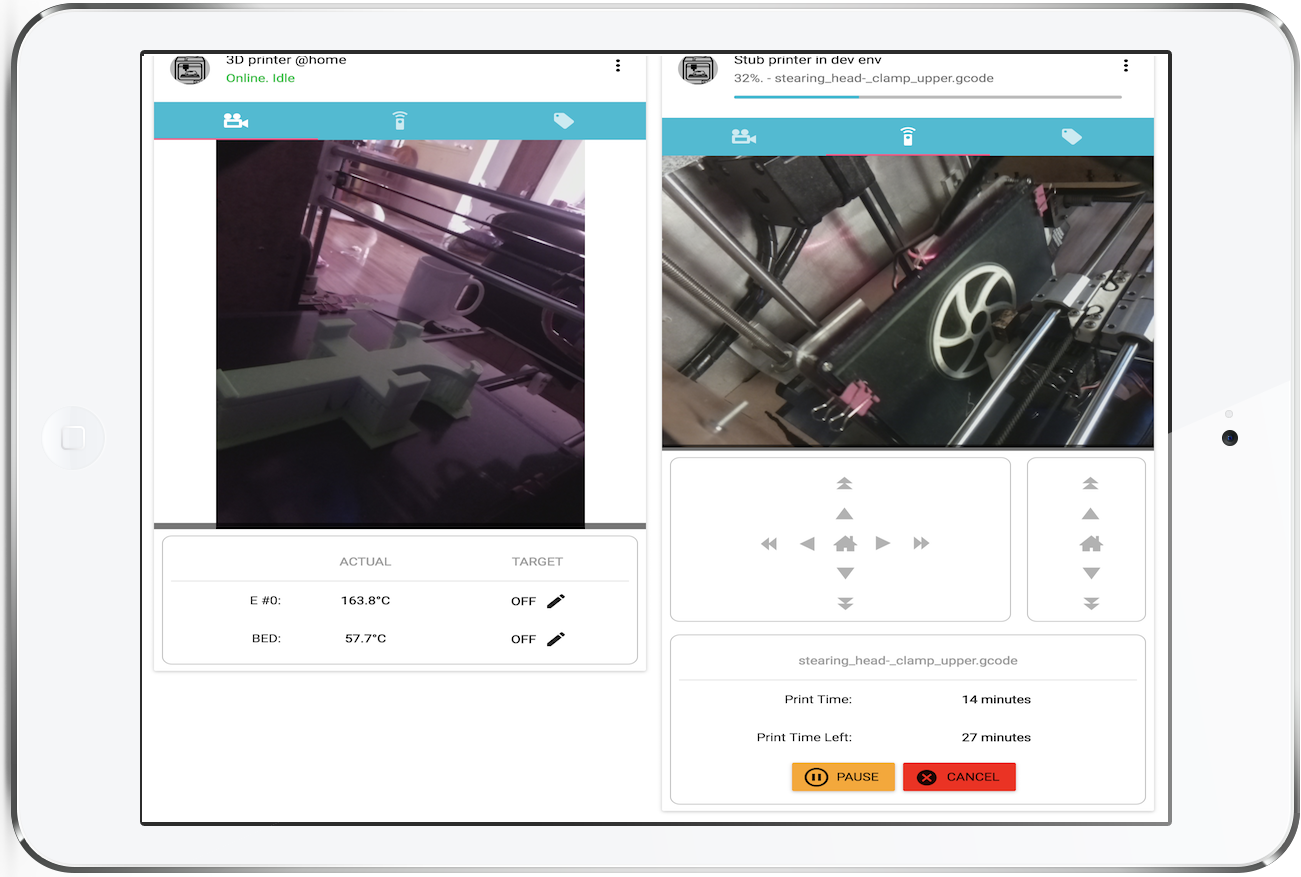 3D printer @home
Online. Idle
ACTUAL TARGET
E #0: 163.8°C OFF
BED: 57.7°C OFF
Stub printer in dev env
32%. - stearing_head-_clamp_upper.gcode
stearing_head-_clamp_upper.gcode
Print Time: 14 minutes
Print Time Left: 27 minutes
PAUSE CANCEL